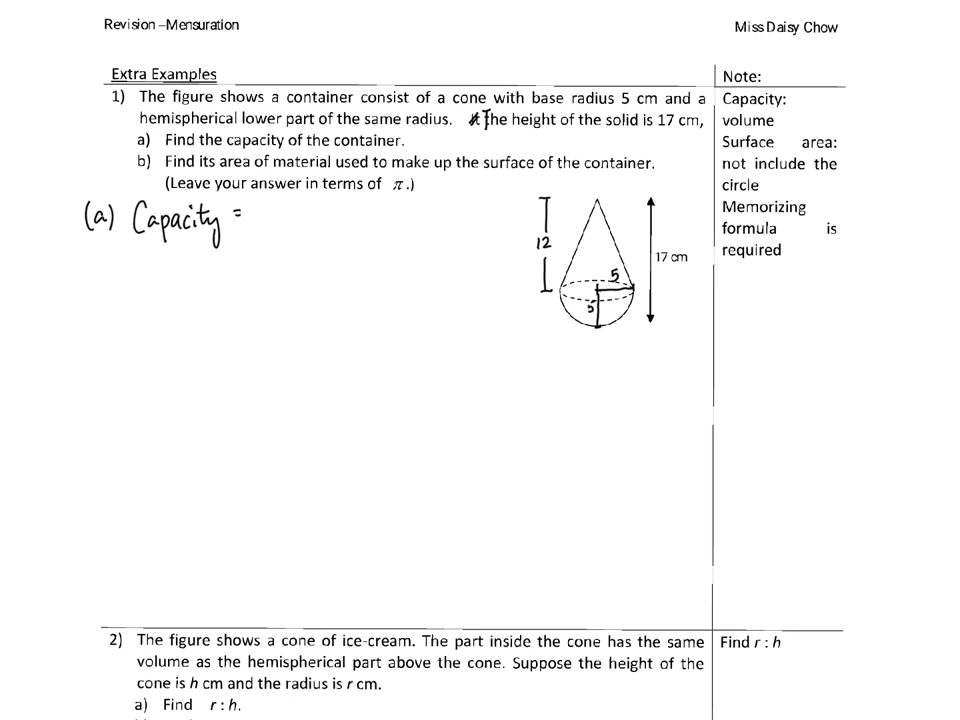 Revision –Mensuration
Miss Daisy Chow
Extra Examples
1) The figure shows a container consist of a cone with base radius 5 cm and a
hemispherical lower part of the same radius. The height of the solid is 17 cm,
a) Find the capacity of the container.
b) Find its area of material used to make up the surface of the container.
(Leave your answer in terms of π.)
(a) Capacity =
12
5
5
17 cm
Note:
Capacity:
volume
Surface area:
not include the
circle
Memorizing
formula is
required
2) The figure shows a cone of ice-cream. The part inside the cone has the same
volume as the hemispherical part above the cone. Suppose the height of the
cone is h cm and the radius is r cm.
a) Find r : h.
Find r : h